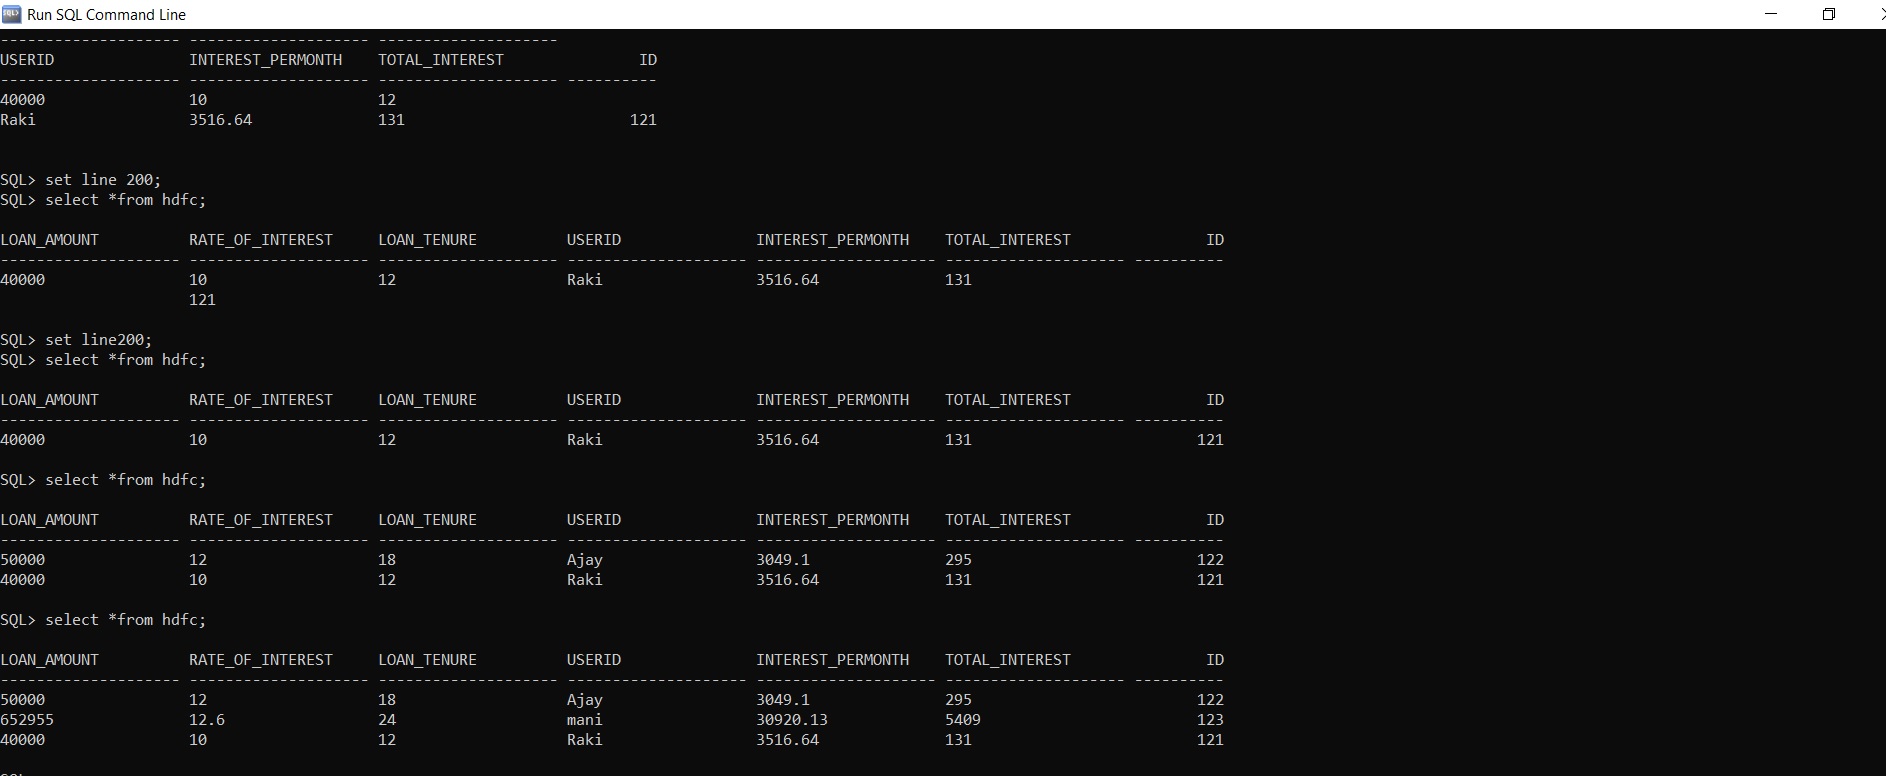 Run SQL Command Line
-------------------- -------------------- --------------------
USERID               INTEREST_PERMONTH    TOTAL_INTEREST               ID
-------------------- -------------------- -------------------- ----------
40000                10                   12
Raki                 3516.64              131                         121
SQL> set line 200;
SQL> select *from hdfc;
LOAN_AMOUNT          RATE_OF_INTEREST     LOAN_TENURE          USERID               INTEREST_PERMONTH    TOTAL_INTEREST               ID
-------------------- -------------------- -------------------- -------------------- -------------------- -------------------- ----------
40000                10                   12                   Raki                 3516.64              131
                     121
SQL> set line200;
SQL> select *from hdfc;
LOAN_AMOUNT          RATE_OF_INTEREST     LOAN_TENURE          USERID               INTEREST_PERMONTH    TOTAL_INTEREST               ID
-------------------- -------------------- -------------------- -------------------- -------------------- -------------------- ----------
40000                10                   12                   Raki                 3516.64              131                         121
SQL> select *from hdfc;
LOAN_AMOUNT          RATE_OF_INTEREST     LOAN_TENURE          USERID               INTEREST_PERMONTH    TOTAL_INTEREST               ID
-------------------- -------------------- -------------------- -------------------- -------------------- -------------------- ----------
50000                12                   18                   Ajay                 3049.1               295                         122
40000                10                   12                   Raki                 3516.64              131                         121
SQL> select *from hdfc;
LOAN_AMOUNT          RATE_OF_INTEREST     LOAN_TENURE          USERID               INTEREST_PERMONTH    TOTAL_INTEREST               ID
-------------------- -------------------- -------------------- -------------------- -------------------- -------------------- ----------
50000                12                   18                   Ajay                 3049.1               295                         122
652955               12.6                 24                   mani                 30920.13             5409                        123
40000                10                   12                   Raki                 3516.64              131                         121